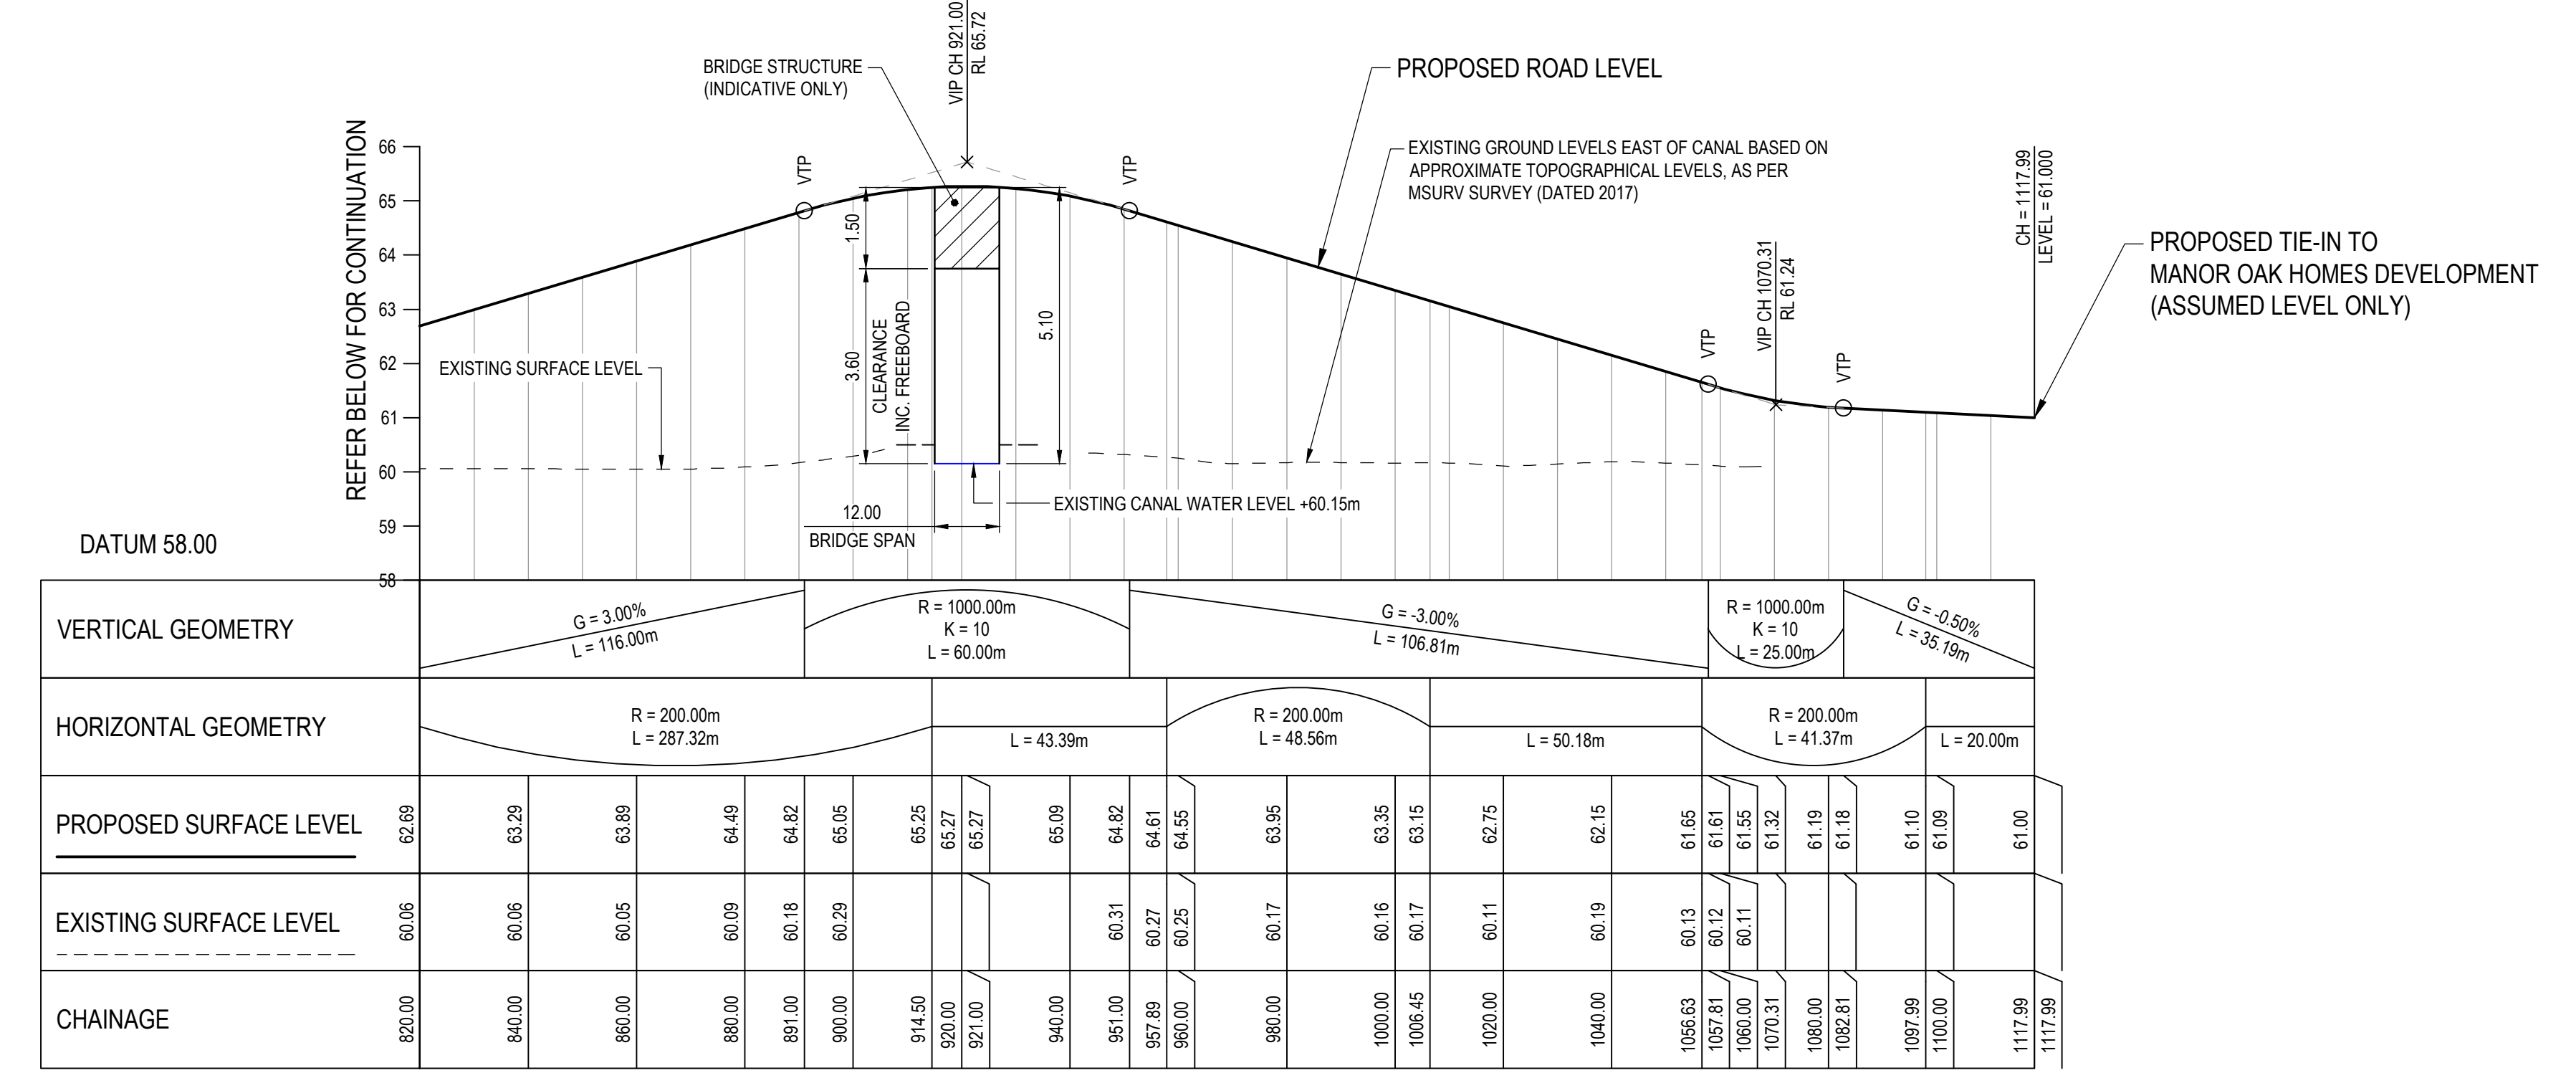 VIP CH 921.00
RL 65.72
BRIDGE STRUCTURE
(INDICATIVE ONLY)
PROPOSED ROAD LEVEL
REFER BELOW FOR CONTINUATION
66
65
64
63
62
61
60
59
58
VTP
VTP
EXISTING GROUND LEVELS EAST OF CANAL BASED ON
APPROXIMATE TOPOGRAPHICAL LEVELS, AS PER
MSURV SURVEY (DATED 2017)
CH = 1117.99
LEVEL = 61.000
PROPOSED TIE-IN TO
MANOR OAK HOMES DEVELOPMENT
(ASSUMED LEVEL ONLY)
1.50
3.60
CLEARANCE
INC. FREEBOARD
5.10
VIP CH 1070.31
RL 61.24
VTP
VTP
EXISTING SURFACE LEVEL
EXISTING CANAL WATER LEVEL +60.15m
12.00
BRIDGE SPAN
DATUM 58.00
VERTICAL GEOMETRY
G = 3.00%
L = 116.00m
R = 1000.00m
K = 10
L = 60.00m
G = -3.00%
L = 106.81m
R = 1000.00m
K = 10
L = 25.00m
G = -0.50%
L = 35.19m
HORIZONTAL GEOMETRY
R = 200.00m
L = 287.32m
L = 43.39m
R = 200.00m
L = 48.56m
L = 50.18m
R = 200.00m
L = 41.37m
L = 20.00m
PROPOSED SURFACE LEVEL
62.69
63.29
63.89
64.49
64.82
65.05
65.25
65.27
65.27
65.09
64.82
64.61
64.55
63.95
63.35
63.15
62.75
62.15
61.65
61.61
61.55
61.32
61.19
61.18
61.10
61.09
61.00
EXISTING SURFACE LEVEL
60.06
60.06
60.05
60.09
60.18
60.29
60.31
60.27
60.25
60.17
60.16
60.17
60.11
60.19
60.13
60.12
60.11
CHAINAGE
820.00
840.00
860.00
880.00
891.00
900.00
914.50
920.00
921.00
940.00
951.00
957.89
960.00
980.00
1000.00
1006.45
1020.00
1040.00
1056.63
1057.81
1060.00
1070.31
1080.00
1082.81
1097.99
1100.00
1117.99
1117.99